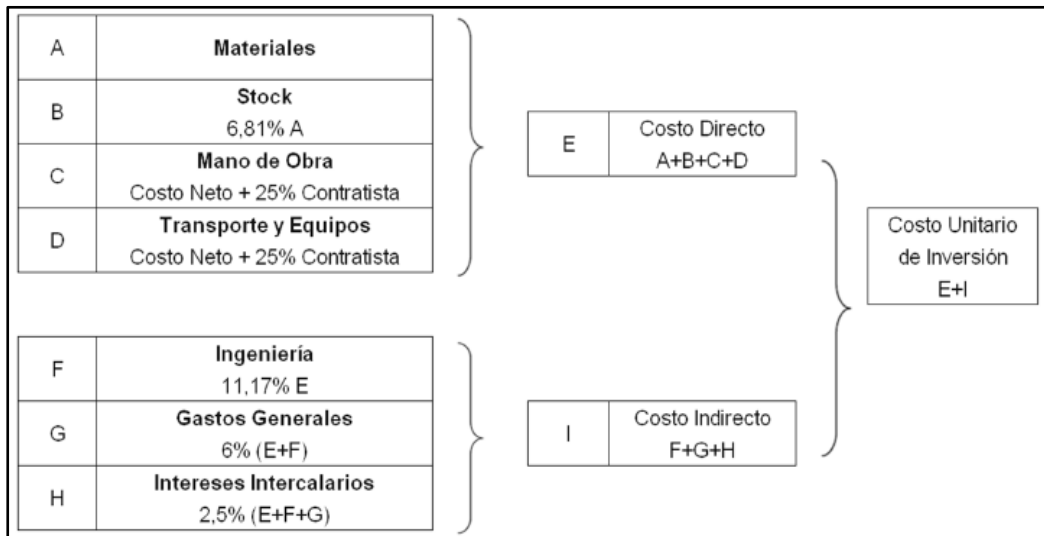 A
Materiales
B
Stock
6,81% A
C
Mano de Obra
Costo Neto + 25% Contratista
D
Transporte y Equipos
Costo Neto + 25% Contratista
E
Costo Directo
A+B+C+D
F
Ingeniería
11,17% E
G
Gastos Generales
6% (E+F)
H
Intereses Intercalarios
2,5% (E+F+G)
I
Costo Indirecto
F+G+H
Costo Unitario
de Inversión
E+I